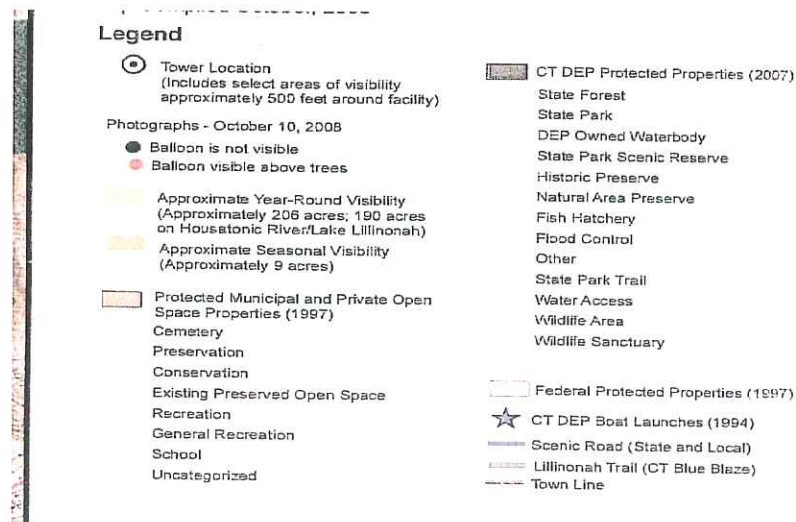 Legend
Tower Location
(Includes select areas of visibility
approximately 500 feet around facility)
Photographs - October 10, 2008
Balloon is not visible
Balloon visible above trees
Approximate Year-Round Visibility
(Approximately 206 acres; 190 acres
on Housatonic River/Lake Lillinonah)
Approximate Seasonal Visibility
(Approximately 9 acres)
Protected Municipal and Private Open
Space Properties (1997)
Cemetery
Preservation
Conservation
Existing Preserved Open Space
Recreation
General Recreation
School
Uncategorized
CT DEP Protected Properties (2007)
State Forest
State Park
DEP Owned Waterbody
State Park Scenic Reserve
Historic Preserve
Natural Area Preserve
Fish Hatchery
Flood Control
Other
State Park Trail
Water Access
Wildlife Area
Wildlife Sanctuary
Federal Protected Properties (1997)
CT DEP Boat Launches (1994)
Scenic Road (State and Local)
Lillinonah Trail (CT Blue Blaze)
Town Line